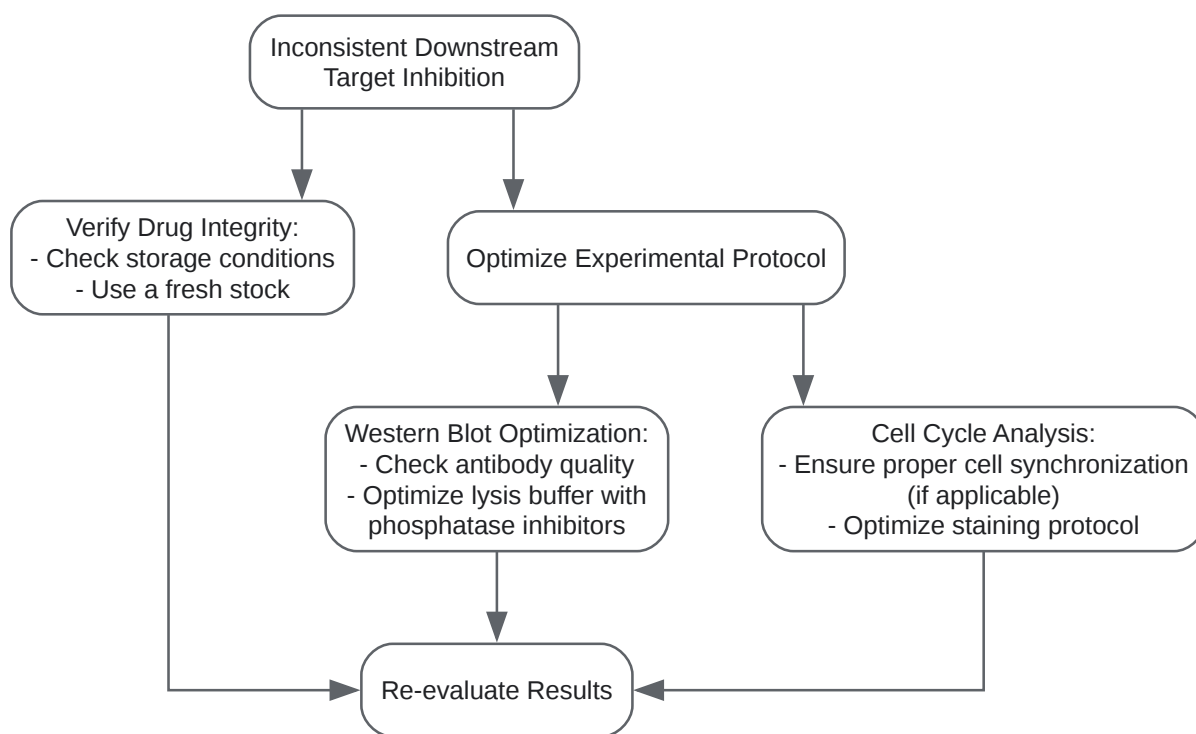 Inconsistent Downstream
Target Inhibition
Verify Drug Integrity:
- Check storage conditions
- Use a fresh stock
Optimize Experimental Protocol
Western Blot Optimization:
- Check antibody quality
- Optimize lysis buffer with
phosphatase inhibitors
Cell Cycle Analysis:
- Ensure proper cell synchronization
(if applicable)
- Optimize staining protocol
Re-evaluate Results